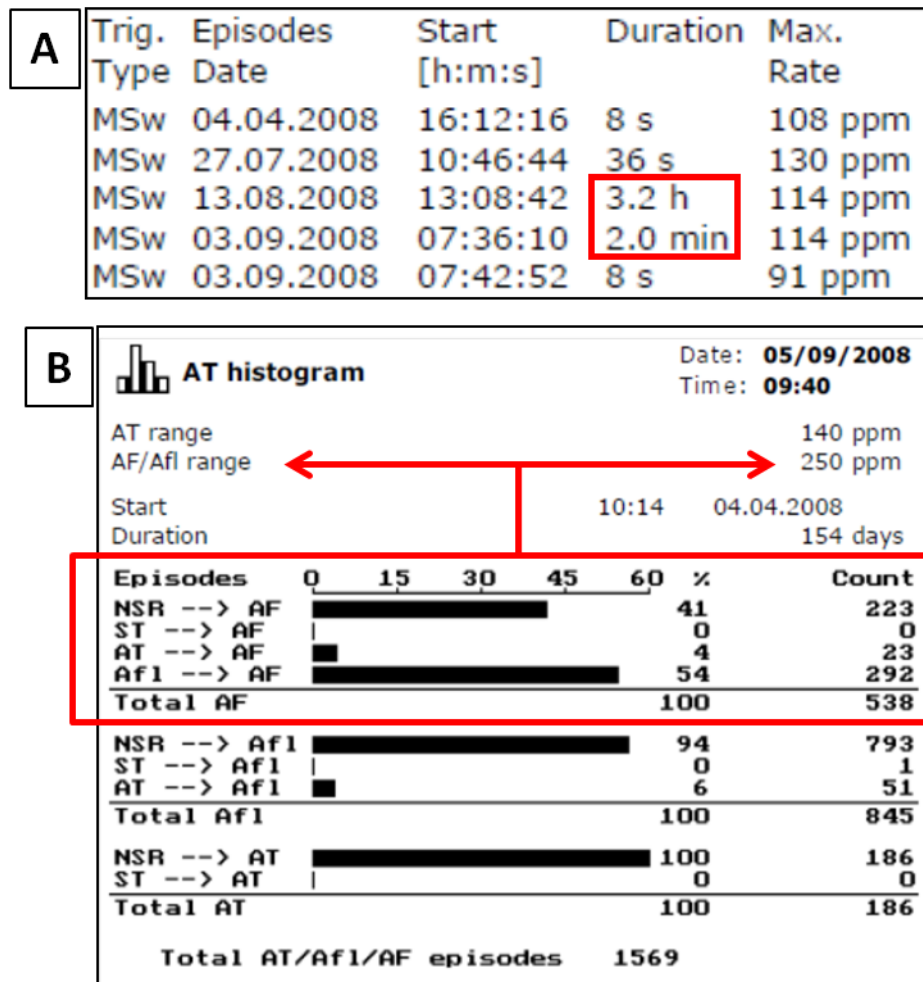 A
Trig. Episodes Start Duration Max.
Type Date [h:m:s] Rate
MSw 04.04.2008 16:12:16 8 s 108 ppm
MSw 27.07.2008 10:46:44 36 s 130 ppm
MSw 13.08.2008 13:08:42 3.2 h 114 ppm
MSw 03.09.2008 07:36:10 2.0 min 114 ppm
MSw 03.09.2008 07:42:52 8 s 91 ppm
B
AT histogram Date: 05/09/2008
Time: 09:40
AT range 140 ppm
AF/Afl range 250 ppm
Start 10:14 04.04.2008
Duration 154 days
Episodes 0 15 30 45 60 % Count
NSR --> AF 41 223
ST --> AF 0 0
AT --> AF 4 23
Afl --> AF 54 292
Total AF 100 538
NSR --> Afl 94 793
ST --> Afl 0 1
AT --> Afl 6 51
Total Afl 100 845
NSR --> AT 100 186
ST --> AT 0 0
Total AT 100 186
Total AT/Afl/AF episodes 1569